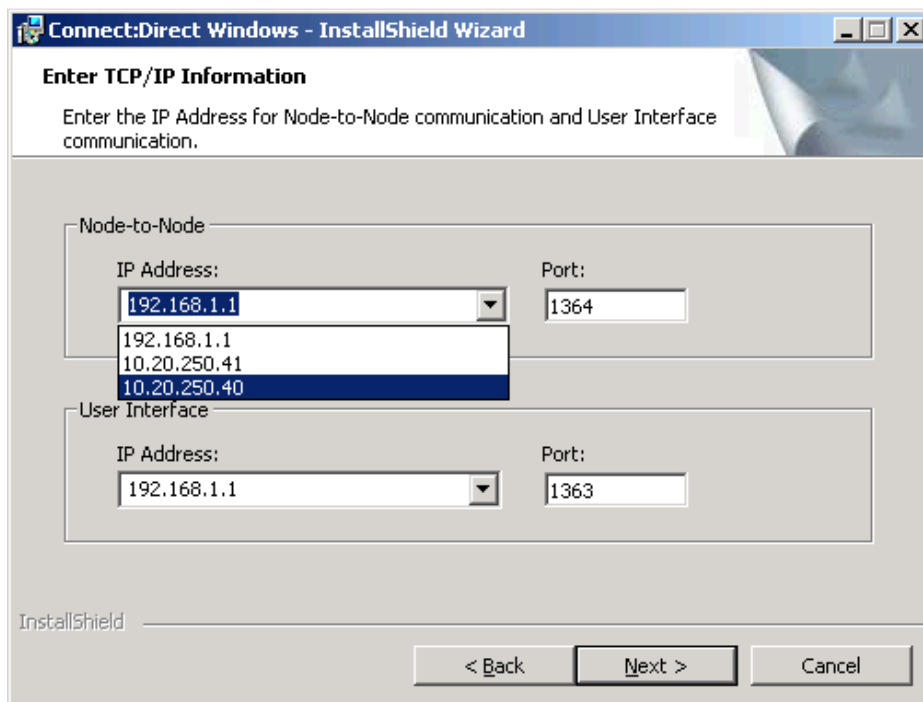 Connect:Direct Windows - InstallShield Wizard
Enter TCP/IP Information
Enter the IP Address for Node-to-Node communication and User Interface
communication.
Node-to-Node
IP Address:
Port:
192.168.1.1
1364
192.168.1.1
10.20.250.41
10.20.250.40
User Interface
IP Address:
Port:
192.168.1.1
1363
InstallShield
< Back
Next >
Cancel